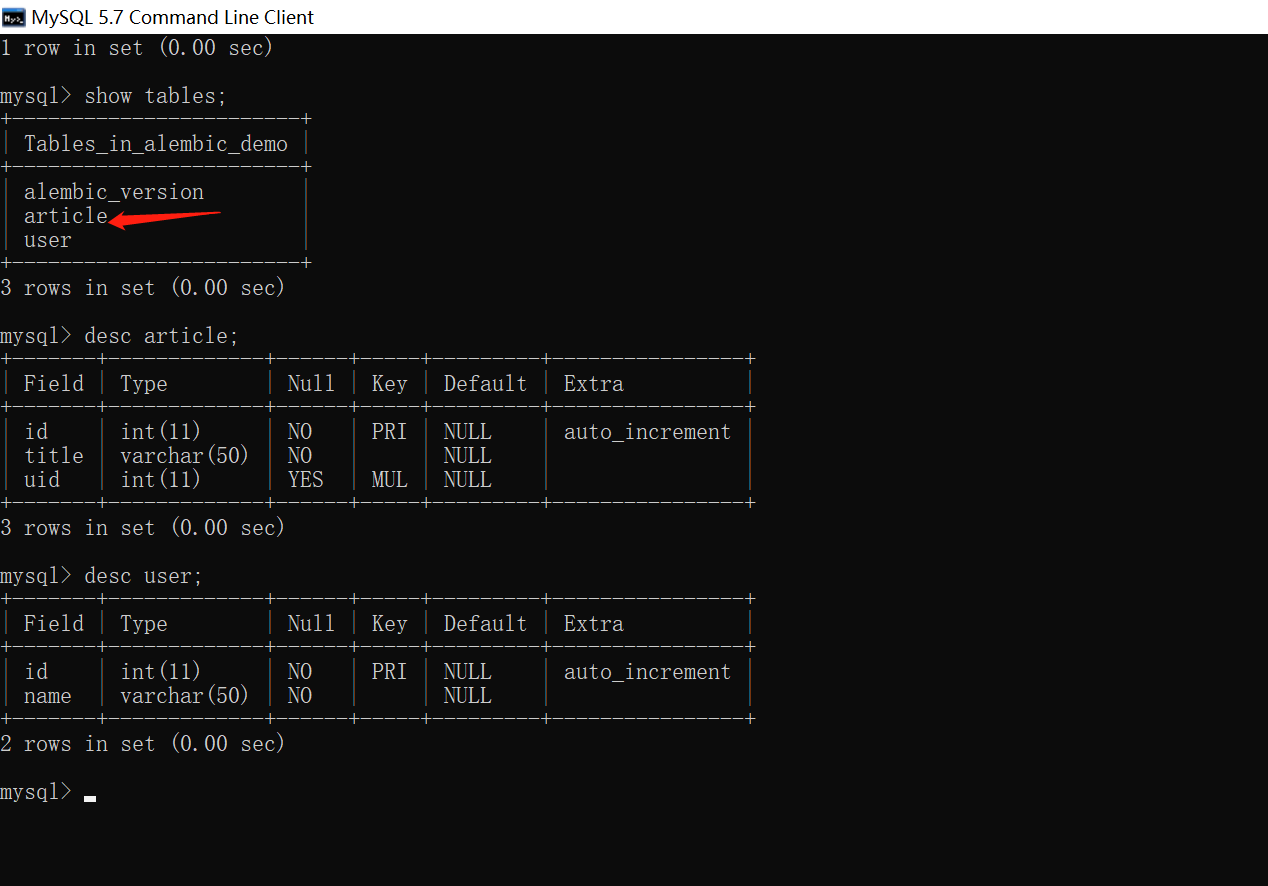 MySQL 5.7 Command Line Client
1 row in set (0.00 sec)
mysql> show tables;
+------------------------+
| Tables_in_alembic_demo |
+------------------------+
| alembic_version        |
| article                |
| user                   |
+------------------------+
3 rows in set (0.00 sec)
mysql> desc article;
+-------+-------------+------+-----+---------+----------------+
| Field | Type        | Null | Key | Default | Extra          |
+-------+-------------+------+-----+---------+----------------+
| id    | int(11)     | NO   | PRI | NULL    | auto_increment |
| title | varchar(50) | NO   |     | NULL    |                |
| uid   | int(11)     | YES  | MUL | NULL    |                |
+-------+-------------+------+-----+---------+----------------+
3 rows in set (0.00 sec)
mysql> desc user;
+-------+-------------+------+-----+---------+----------------+
| Field | Type        | Null | Key | Default | Extra          |
+-------+-------------+------+-----+---------+----------------+
| id    | int(11)     | NO   | PRI | NULL    | auto_increment |
| name  | varchar(50) | NO   |     | NULL    |                |
+-------+-------------+------+-----+---------+----------------+
2 rows in set (0.00 sec)
mysql>